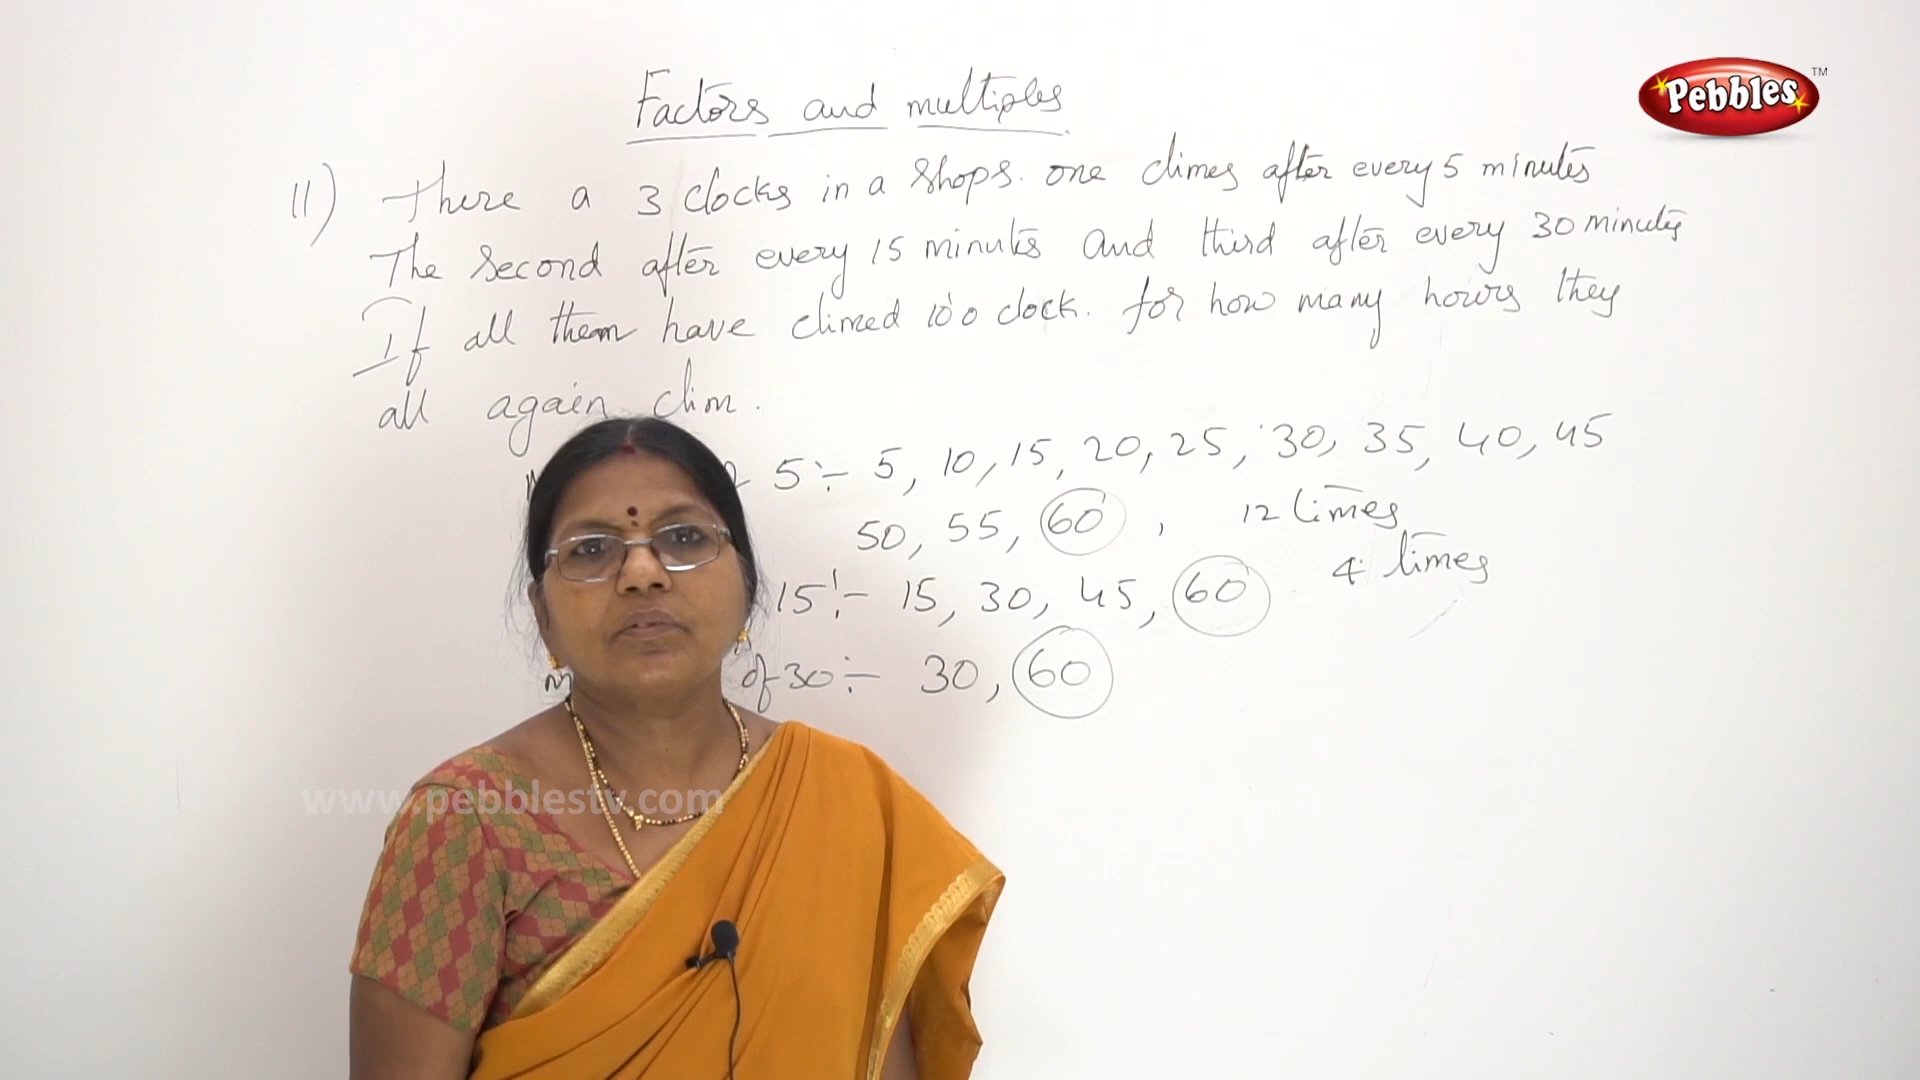 Factors and multiples
Pebbles TM
11) There a 3 clocks in a shops. one climes after every 5 minutes
The second after every 15 minutes and third after every 30 minutes
If all them have climed 10'0 clock. for how many hours they
all again clim.
5 :- 5, 10, 15, 20, 25, 30, 35, 40, 45
50, 55, 60, 12 times
15 :- 15, 30, 45, 60 4 times
of 30 :- 30, 60
www.pebblestv.com